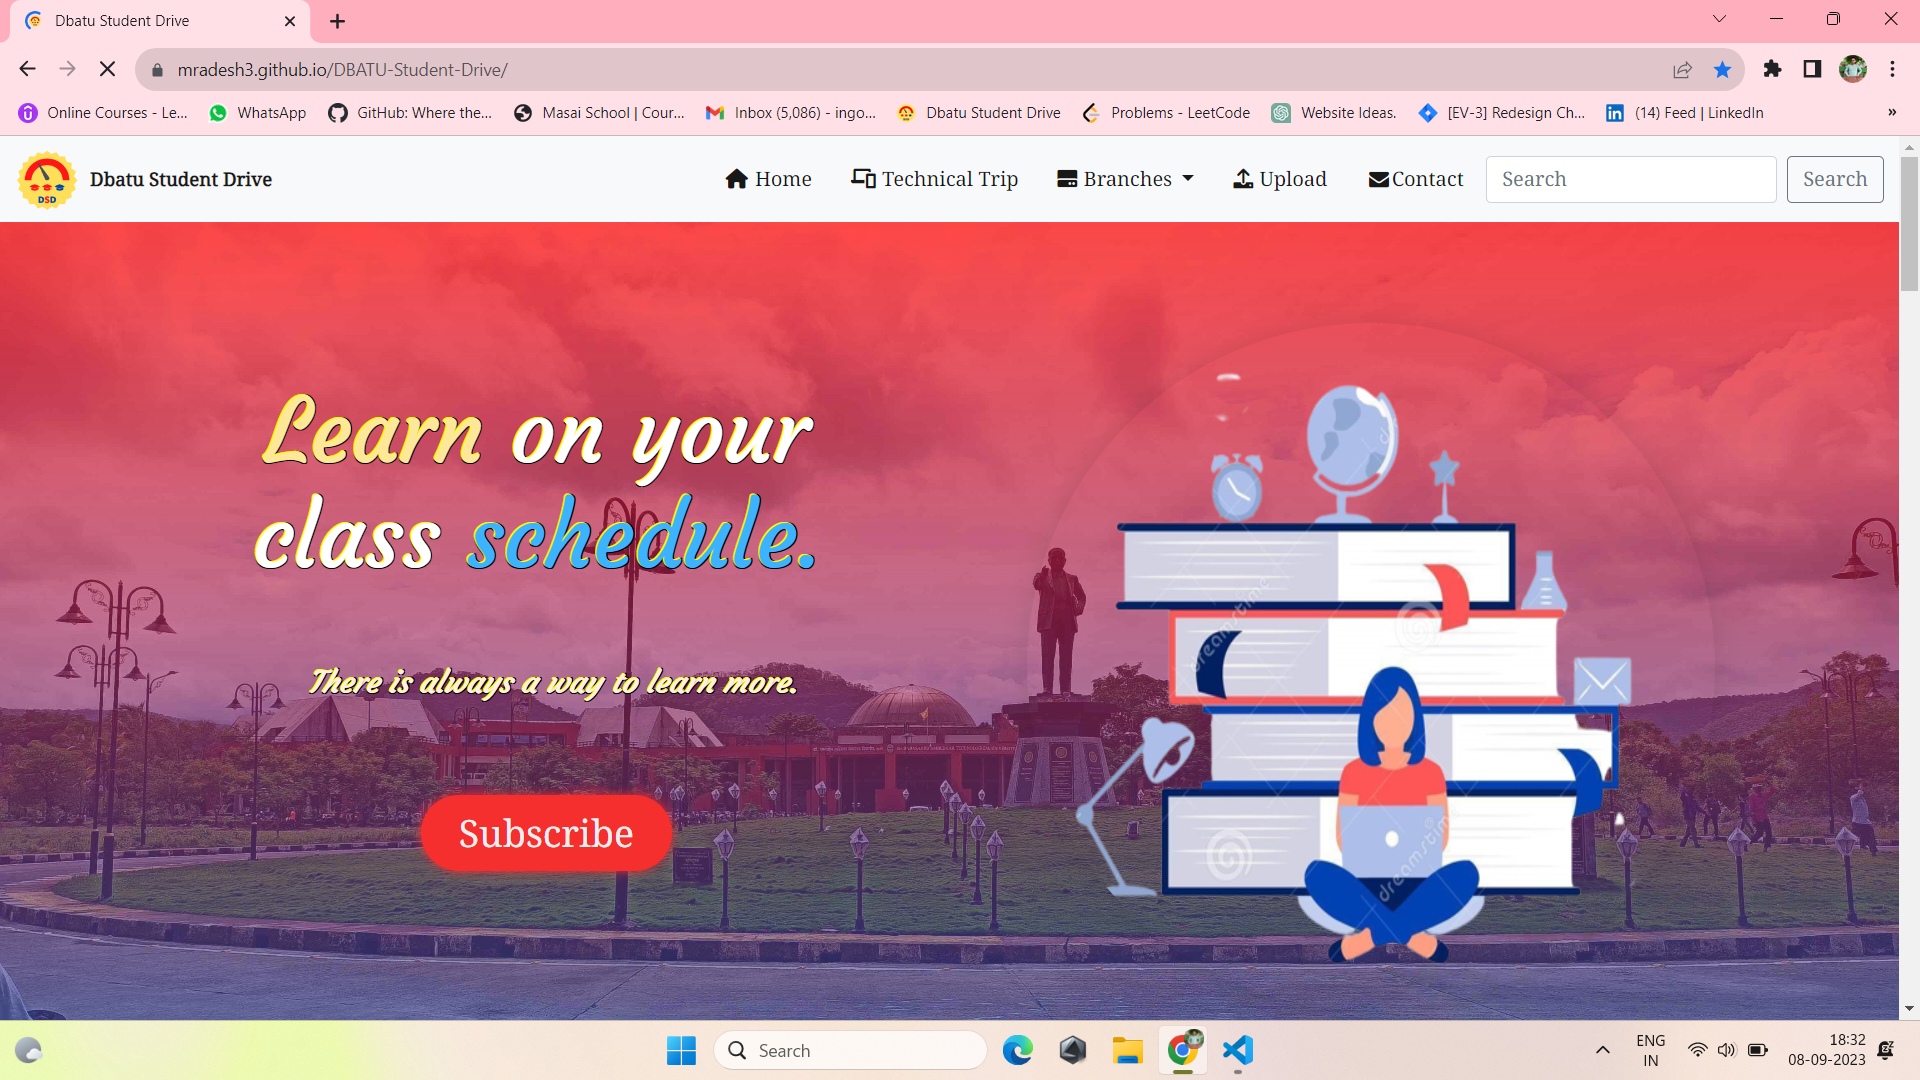 Dbatu Student Drive
mradesh3.github.io/DBATU-Student-Drive/
Online Courses - Le...
WhatsApp
GitHub: Where the...
Masai School | Cour...
Inbox (5,086) - ingo...
Dbatu Student Drive
Problems - LeetCode
Website Ideas.
[EV-3] Redesign Ch...
(14) Feed | LinkedIn
»
DSD
Dbatu Student Drive
Home
Technical Trip
Branches
Upload
Contact
Search
Search
Learn on your
class schedule.
There is always a way to learn more.
Subscribe
dreamstime
dreamstime
Search
ENG
IN
18:32
08-09-2023